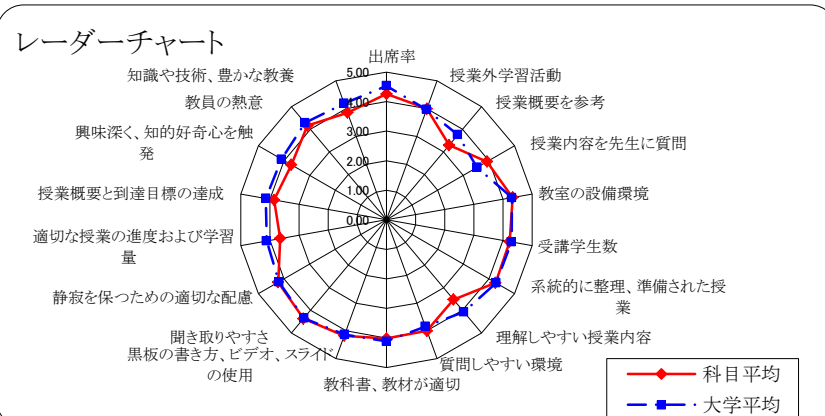 レーダーチャート
出席率
授業外学習活動
授業概要を参考
授業内容を先生に質問
教室の設備環境
受講学生数
系統的に整理、準備された授
業
理解しやすい授業内容
質問しやすい環境
教科書、教材が適切
黒板の書き方、ビデオ、スライド
の使用
聞き取りやすさ
静寂を保つための適切な配慮
適切な授業の進度および学習
量
授業概要と到達目標の達成
興味深く、知的好奇心を触
発
教員の熱意
知識や技術、豊かな教養
5.00
4.00
3.00
2.00
1.00
0.00
科目平均
大学平均